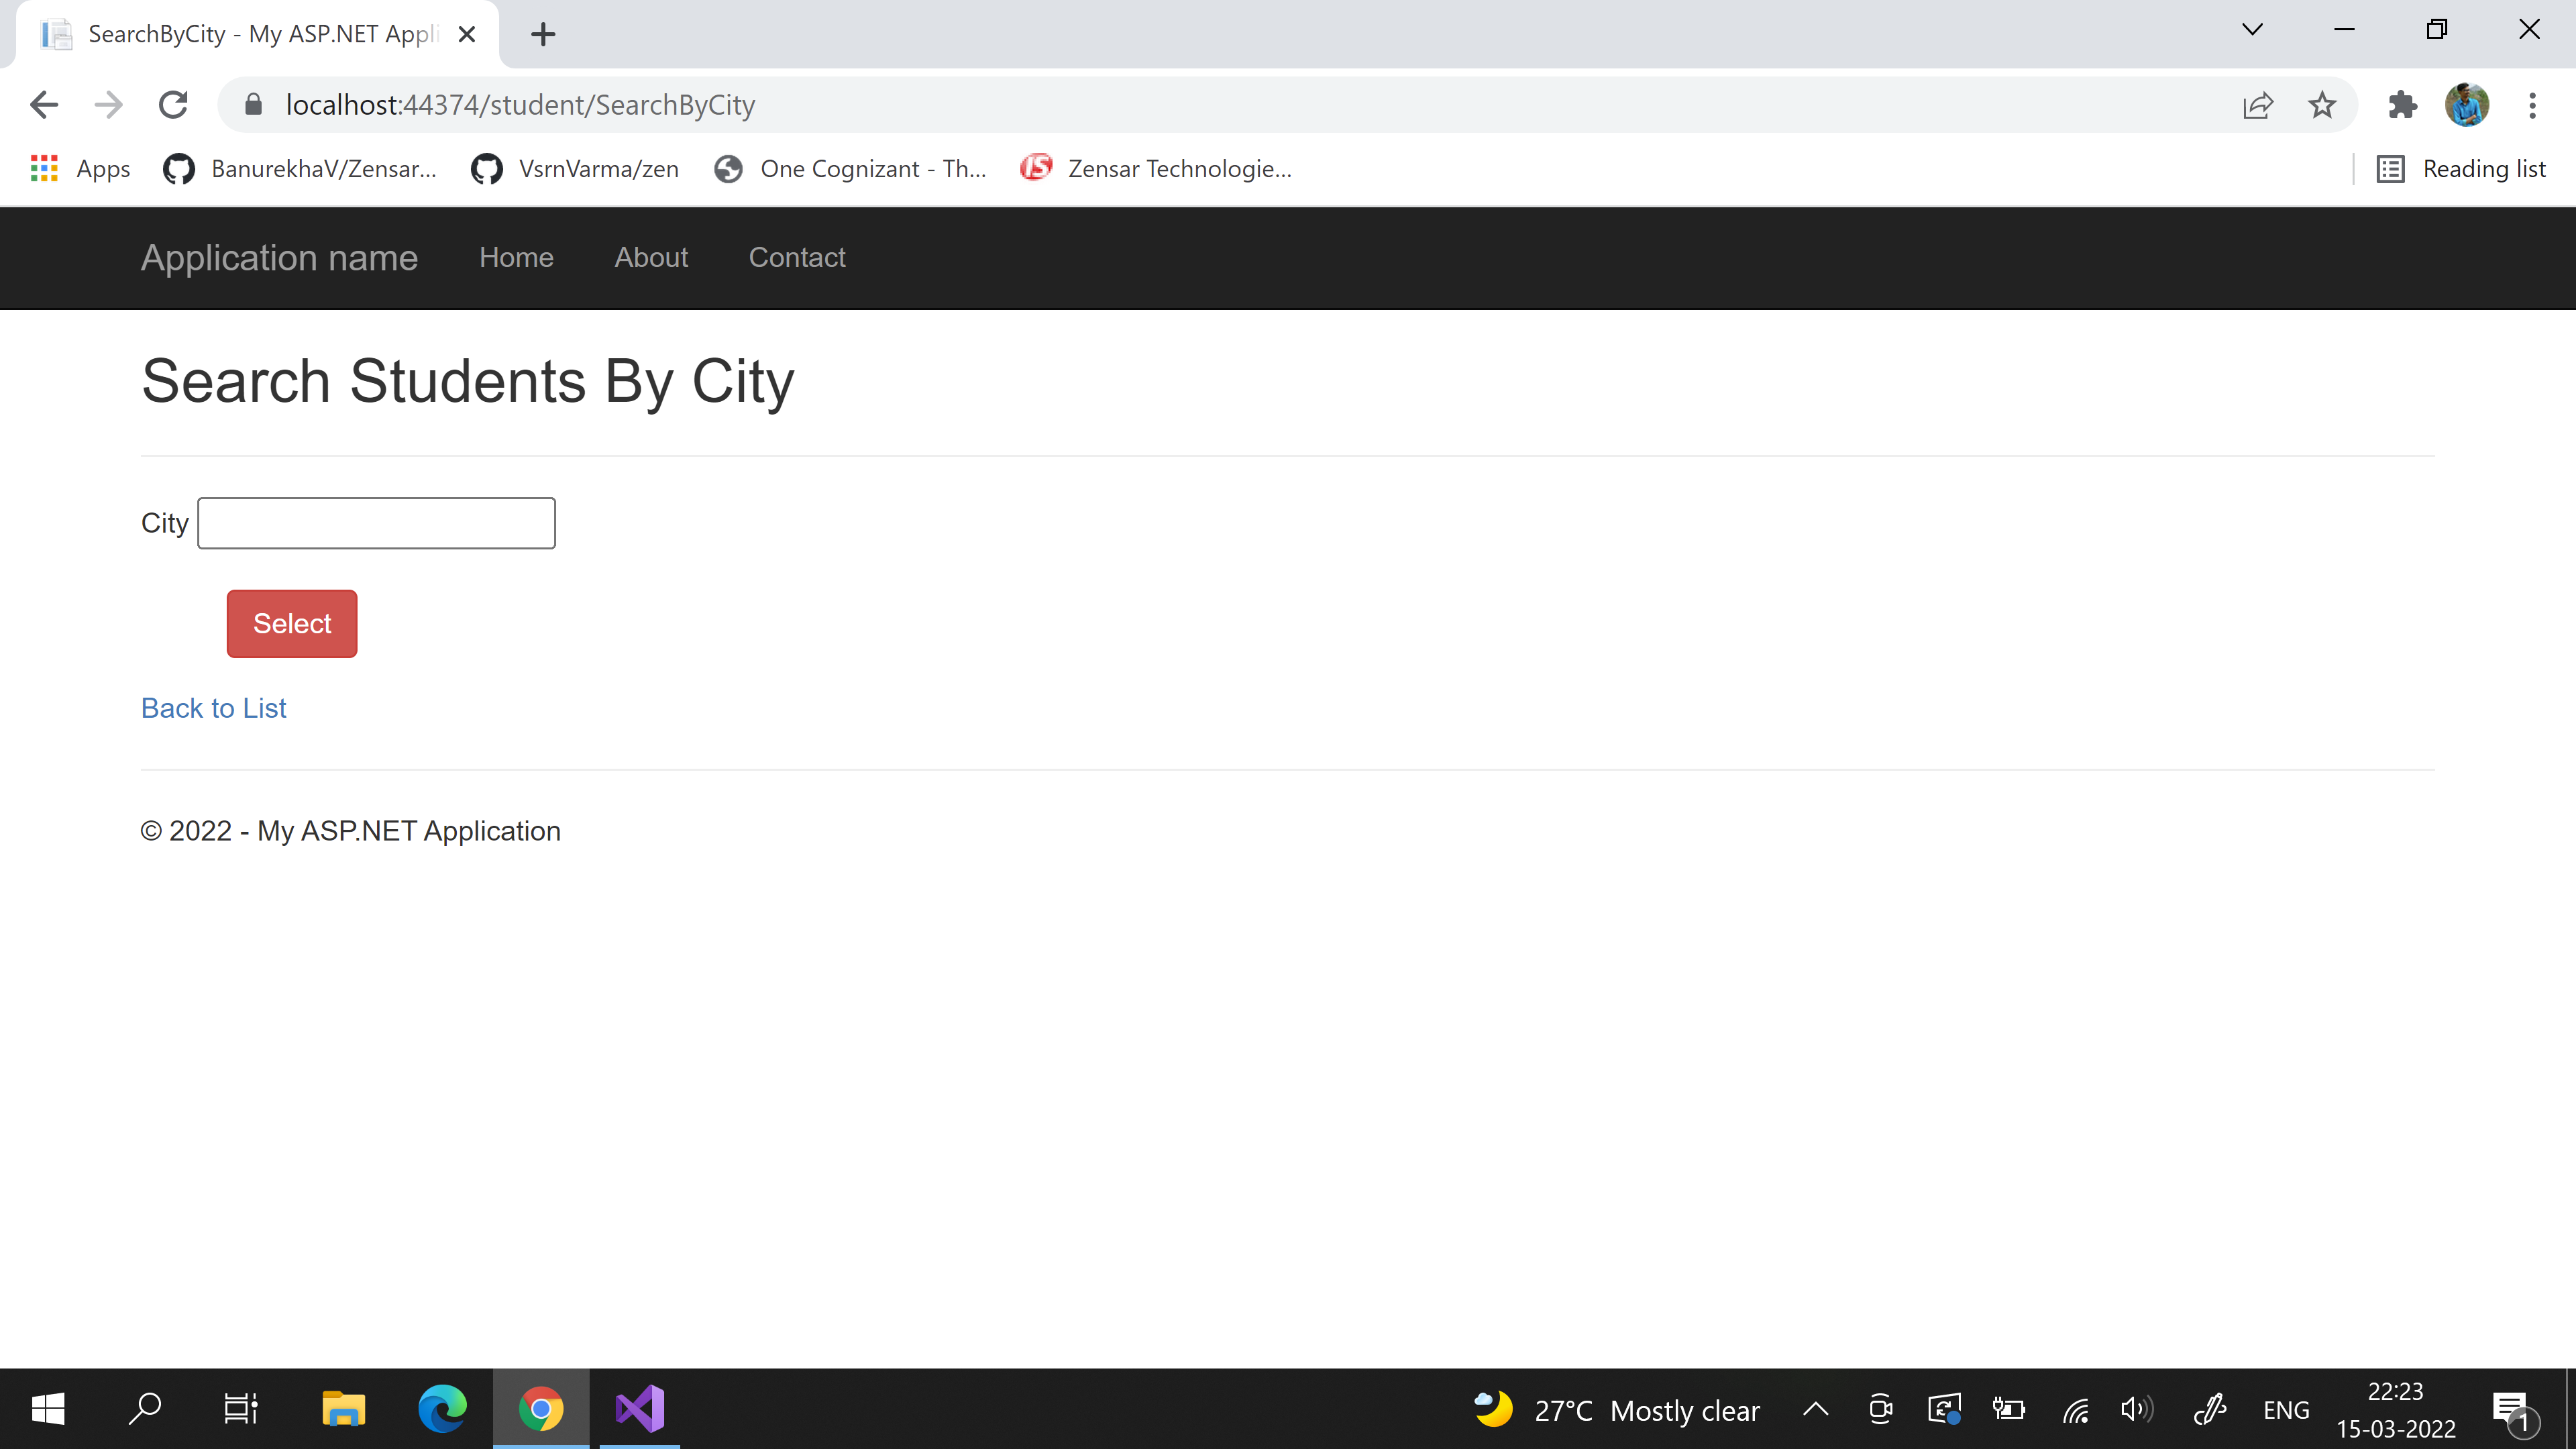 SearchByCity - My ASP.NET Appli
localhost:44374/student/SearchByCity
Apps BanurekhaV/Zensar... VsrnVarma/zen One Cognizant - Th... Zensar Technologie... Reading list
Application name Home About Contact
Search Students By City
City
Select
Back to List
© 2022 - My ASP.NET Application
27°C Mostly clear ENG 22:23
15-03-2022
1